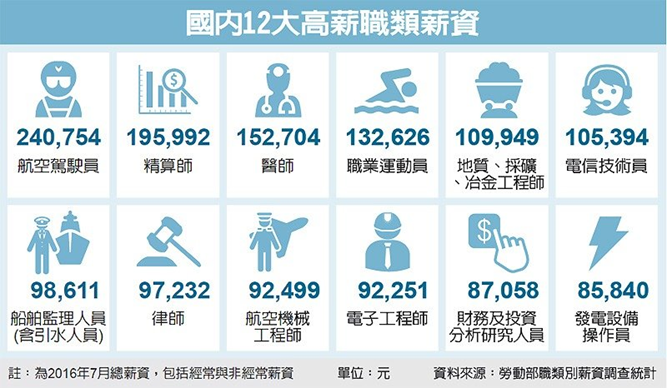 國內12大高薪職類薪資
240,754
航空駕駛員
195,992
精算師
$
152,704
醫師
132,626
職業運動員
109,949
地質、採礦
、冶金工程師
105,394
電信技術員
98,611
船舶監理人員
(含引水人員)
97,232
律師
92,499
航空機械
工程師
92,251
電子工程師
$
87,058
財務及投資
分析研究人員
85,840
發電設備
操作員
註：為2016年7月總薪資，包括經常與非經常薪資
單位：元
資料來源：勞動部職類別薪資調查統計